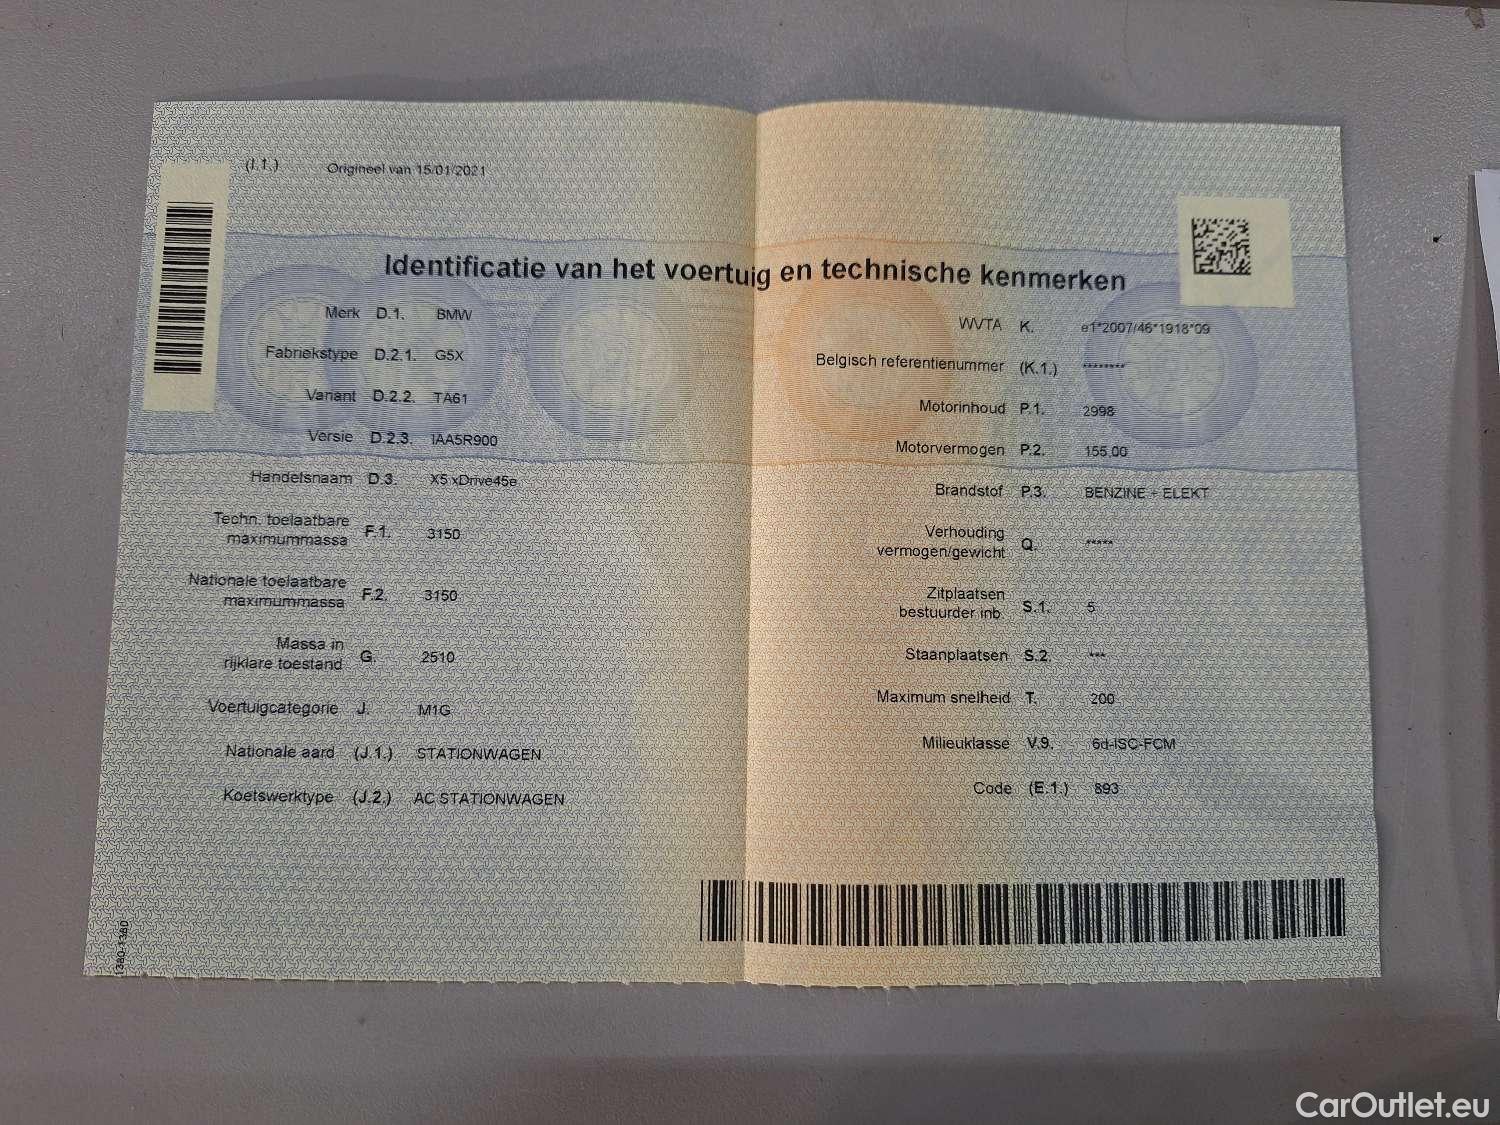 (I.1.) Origineel van 15/01/2021
Identificatie van het voertuig en technische kenmerken
Merk D.1. BMW
Fabriekstype D.2.1. G5X
Variant D.2.2. TA61
Versie D.2.3. IAA5R900
Handelsnaam D.3. X5 xDrive45e
Techn. toelaatbare
maximummassa F.1. 3150
Nationale toelaatbare
maximummassa F.2. 3150
Massa in
rijklare toestand G. 2510
Voertuigcategorie J. M1G
Nationale aard (J.1.) STATIONWAGEN
Koetswerktype (J.2.) AC STATIONWAGEN
WVTA K. e1*2007/46*1918*09
Belgisch referentienummer (K.1.) ********
Motorinhoud P.1. 2998
Motorvermogen P.2. 155.00
Brandstof P.3. BENZINE + ELEKT
Verhouding
vermogen/gewicht Q. *****
Zitplaatsen
bestuurder inb. S.1. 5
Staanplaatsen S.2. ***
Maximum snelheid T. 200
Milieuklasse V.9. 6d-ISC-FCM
Code (E.1.) 893
CarOutlet.eu